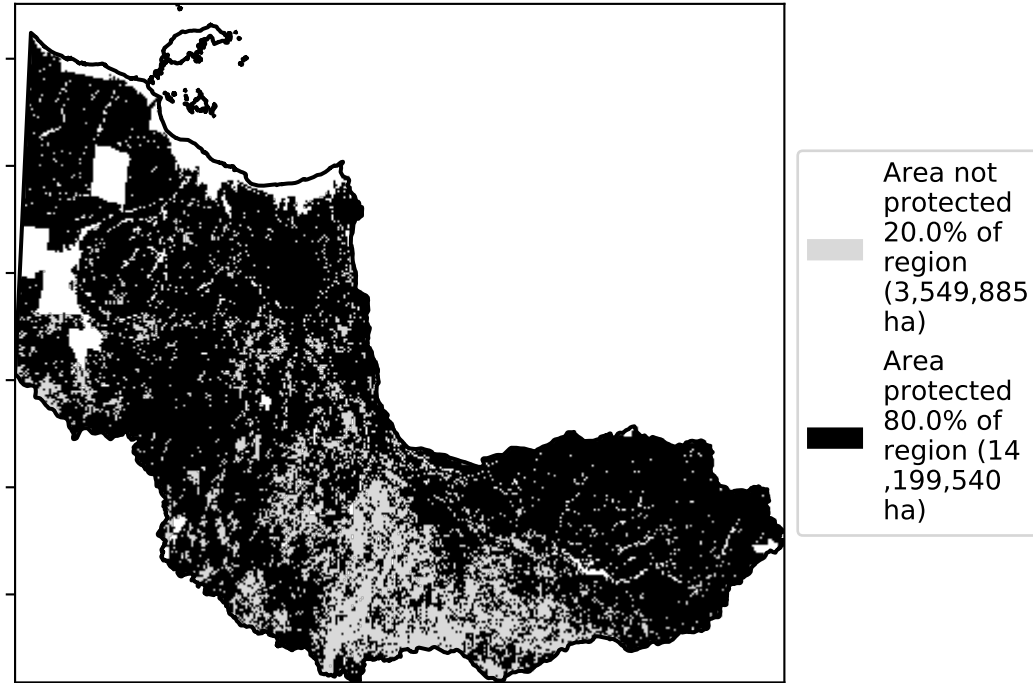 Area not
protected
20.0% of
region
(3,549,885
ha)
Area
protected
80.0% of
region (14
,199,540
ha)